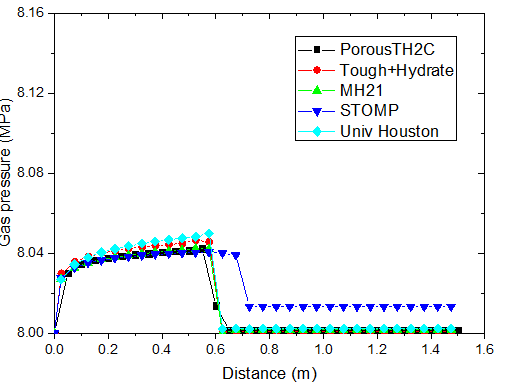 8.16
8.12
8.08
8.04
8.00
Gas pressure (MPa)
PorousTH2C
Tough+Hydrate
MH21
STOMP
Univ Houston
0.0 0.2 0.4 0.6 0.8 1.0 1.2 1.4 1.6
Distance (m)